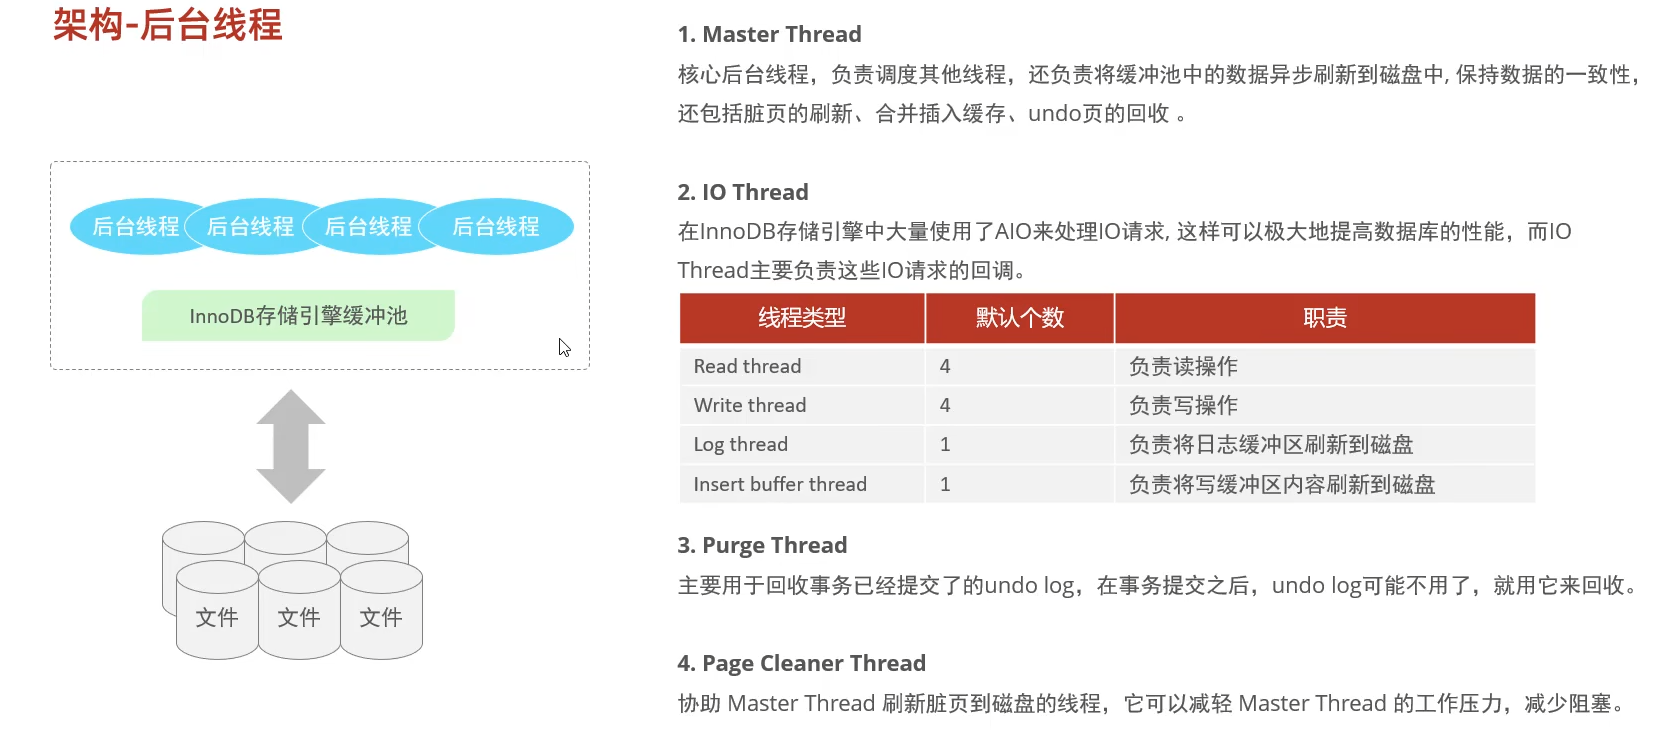 架构-后台线程
后台线程 后台线程 后台线程 后台线程
InnoDB存储引擎缓冲池
文件 文件 文件
1. Master Thread
核心后台线程，负责调度其他线程，还负责将缓冲池中的数据异步刷新到磁盘中, 保持数据的一致性，
还包括脏页的刷新、合并插入缓存、undo页的回收 。
2. IO Thread
在InnoDB存储引擎中大量使用了AIO来处理IO请求, 这样可以极大地提高数据库的性能，而IO
Thread主要负责这些IO请求的回调。
线程类型 默认个数 职责
Read thread 4 负责读操作
Write thread 4 负责写操作
Log thread 1 负责将日志缓冲区刷新到磁盘
Insert buffer thread 1 负责将写缓冲区内容刷新到磁盘
3. Purge Thread
主要用于回收事务已经提交了的undo log，在事务提交之后，undo log可能不用了，就用它来回收。
4. Page Cleaner Thread
协助 Master Thread 刷新脏页到磁盘的线程，它可以减轻 Master Thread 的工作压力，减少阻塞。